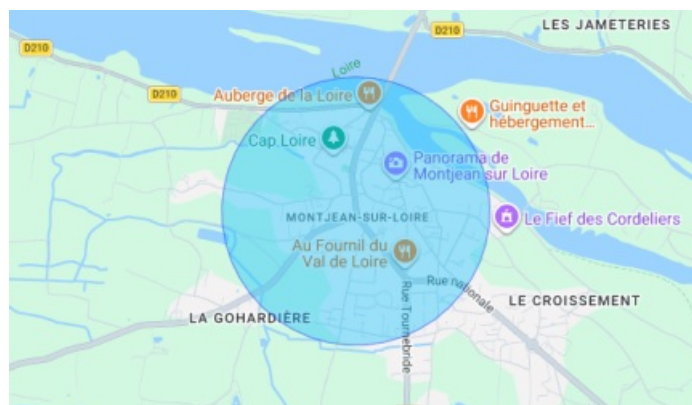 LES JAMETERIES
D210
D210
Loire
D210
Auberge de la Loire
Guinguette et
hébergement...
Cap Loire
Panorama de
Montjean sur Loire
MONTJEAN-SUR-LOIRE
Le Fief des Cordeliers
Au Fournil du
Val de Loire
Rue nationale
LE CROISSEMENT
LA GOHARDIÈRE
Rue Tournebride